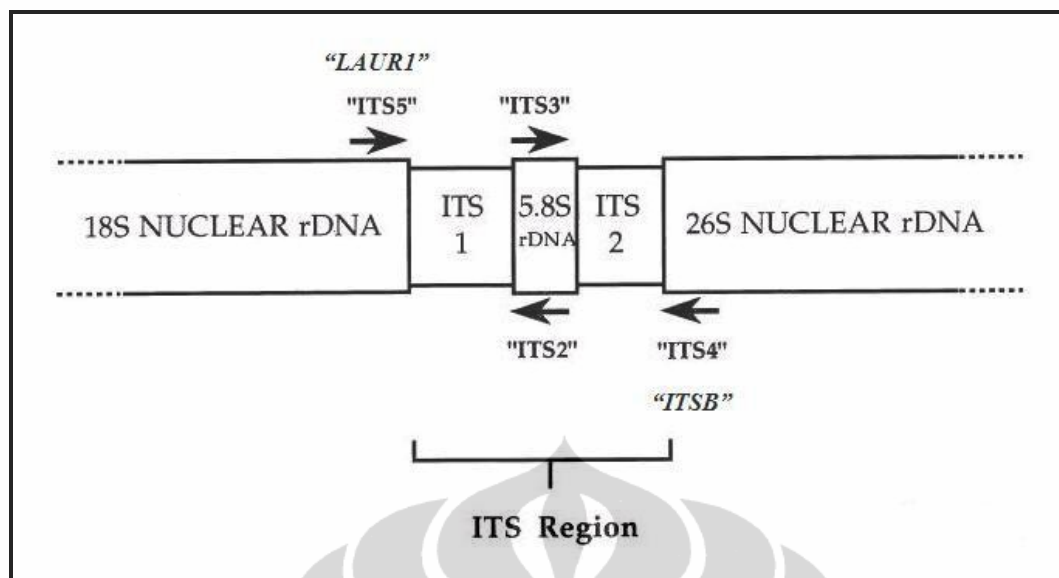 “LAUR1”
"ITS5" "ITS3"
18S NUCLEAR rDNA
ITS
1
5.8S
rDNA
ITS
2
26S NUCLEAR rDNA
"ITS2" "ITS4"
“ITSB”
ITS Region